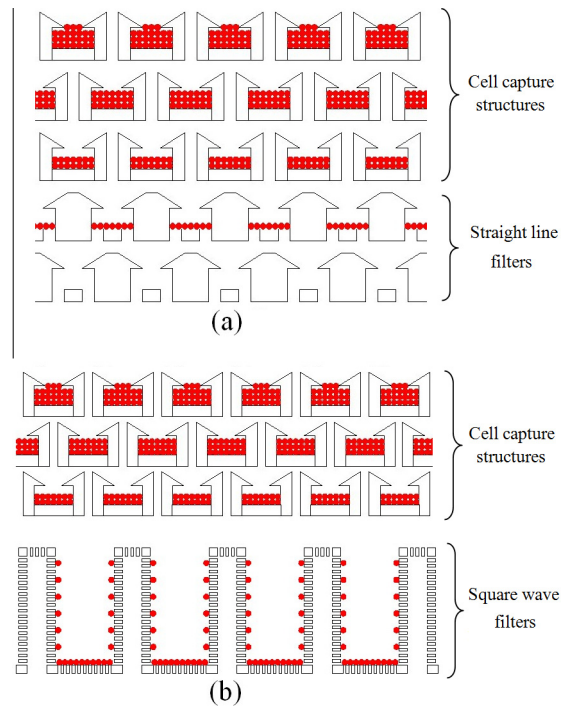 Cell capture
structures
Straight line
filters
(a)
Cell capture
structures
Square wave
filters
(b)